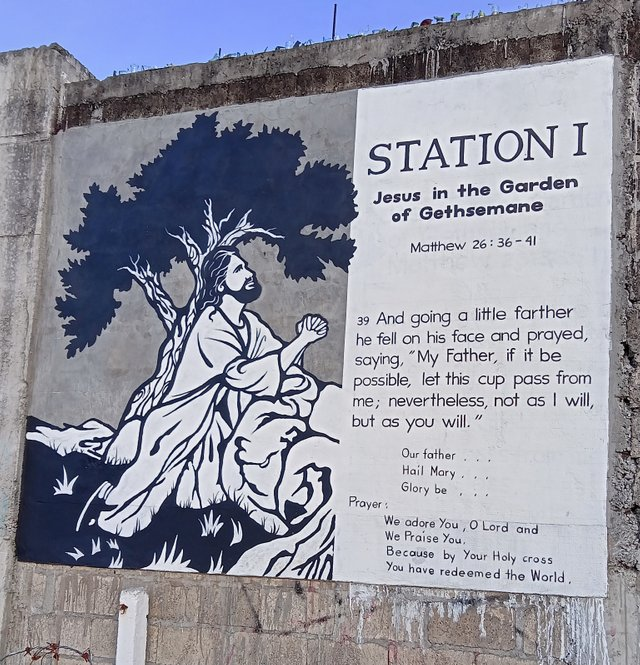 STATION I
Jesus in the Garden
of Gethsemane
Matthew 26:36-41
39 And going a little farther
he fell on his face and prayed,
saying, "My Father, if it be
possible, let this cup pass from
me; nevertheless, not as I will,
but as you will."
Our father . . .
Hail Mary . . .
Glory be . . .
Prayer:
We adore You, O Lord and
We Praise You.
Because by Your Holy cross
You have redeemed the World.